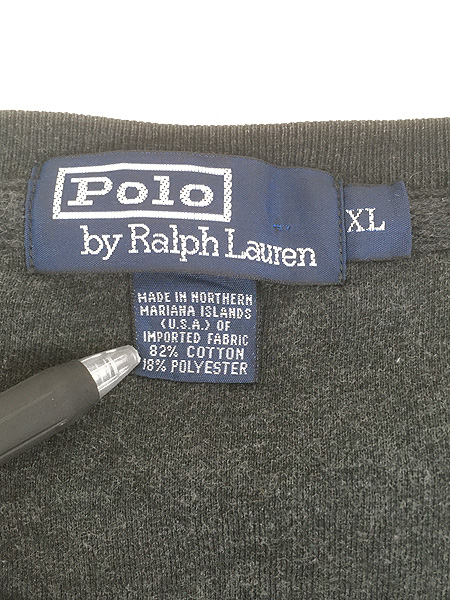 Polo
by Ralph Lauren
XL
MADE IN NORTHERN
MARIANA ISLANDS
(U.S.A.) OF
IMPORTED FABRIC
82% COTTON
18% POLYESTER